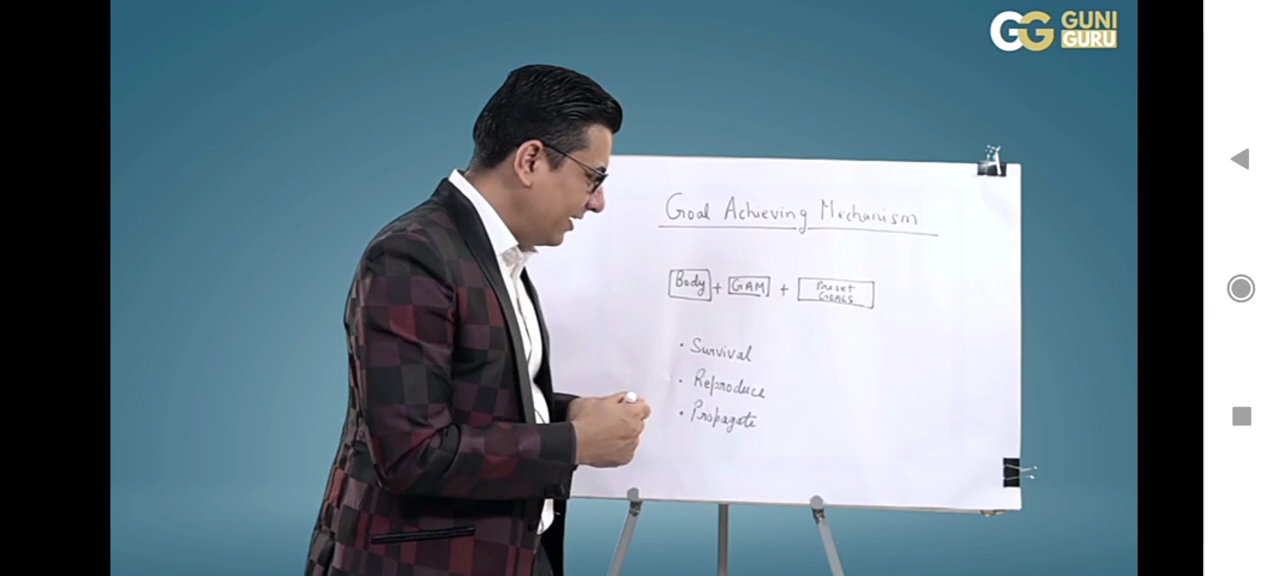 GG GUNI
GURU
Goal Achieving Mechanism
Body + GAM + Preset
GOALS
• Survival
• Reproduce
• Propagate